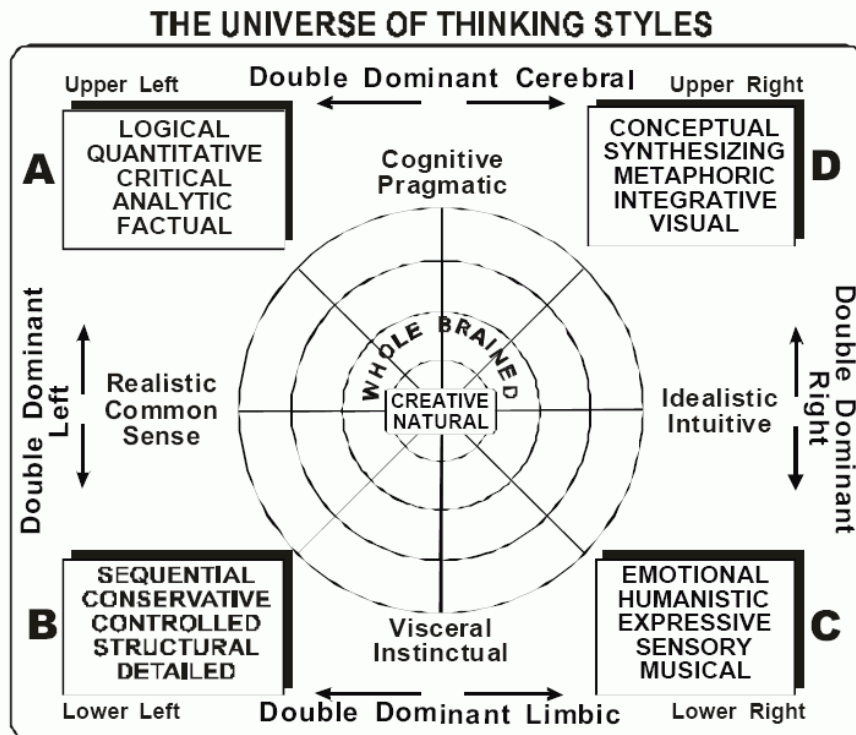 THE UNIVERSE OF THINKING STYLES
Upper Left
Double Dominant Cerebral
Upper Right
A
LOGICAL
QUANTITATIVE
CRITICAL
ANALYTIC
FACTUAL
Cognitive
Pragmatic
CONCEPTUAL
SYNTHESIZING
METAPHORIC
INTEGRATIVE
VISUAL
D
Double Dominant
Left
Realistic
Common
Sense
WHOLE BRAINED
CREATIVE
NATURAL
Idealistic
Intuitive
Double Dominant
Right
B
SEQUENTIAL
CONSERVATIVE
CONTROLLED
STRUCTURAL
DETAILED
Visceral
Instinctual
EMOTIONAL
HUMANISTIC
EXPRESSIVE
SENSORY
MUSICAL
C
Lower Left
Double Dominant Limbic
Lower Right